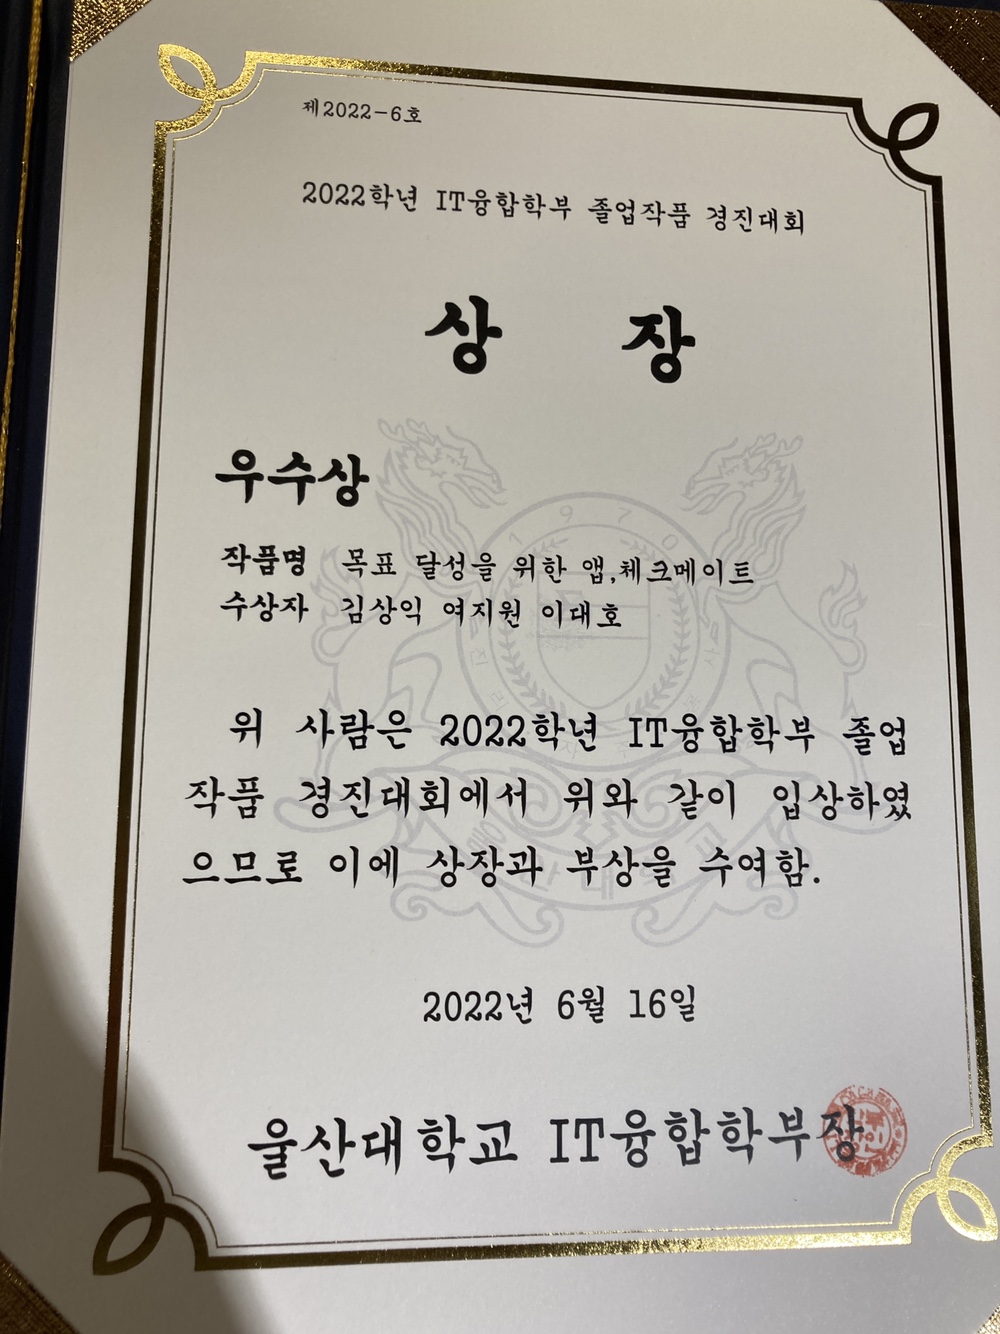 제2022-6호
2022학년 IT융합학부 졸업작품 경진대회
상 장
우수상
작품명 목표 달성을 위한 앱,체크메이트
수상자 김상익 여지원 이대호
위 사람은 2022학년 IT융합학부 졸업
작품 경진대회에서 위와 같이 입상하였
으므로 이에 상장과 부상을 수여함.
2022년 6월 16일
울산대학교 IT융합학부장